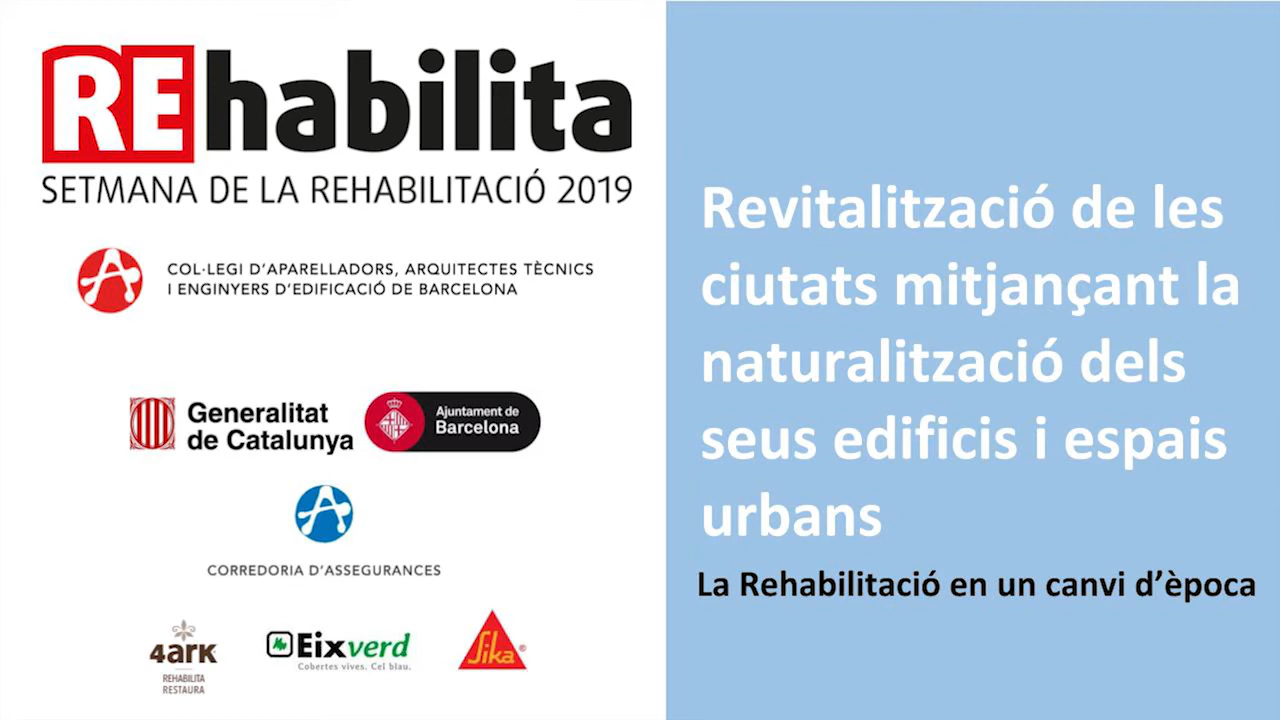 REhabilita
SETMANA DE LA REHABILITACIÓ 2019
COL·LEGI D'APARELLADORS, ARQUITECTES TÈCNICS
I ENGINYERS D'EDIFICACIÓ DE BARCELONA
Generalitat
de Catalunya
Ajuntament de
Barcelona
CORREDORIA D'ASSEGURANCES
4ark
REHABILITA
RESTAURA
Eixverd
Cobertes vives. Cel blau.
Sika®
Revitalització de les
ciutats mitjançant la
naturalització dels
seus edificis i espais
urbans
La Rehabilitació en un canvi d’època